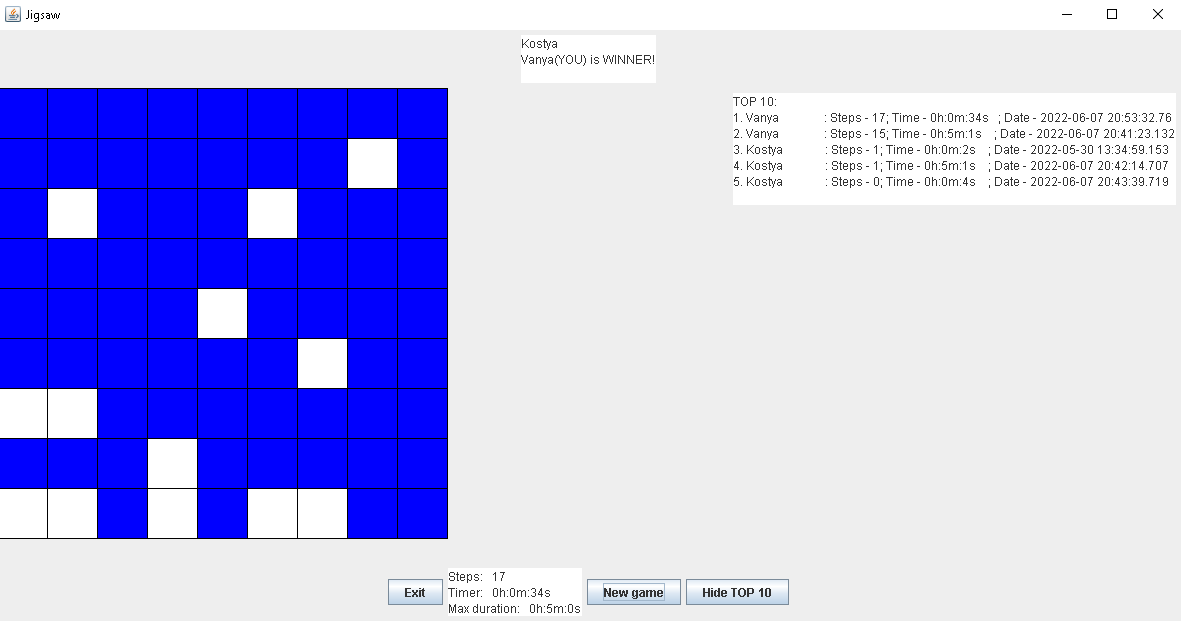 Jigsaw
Kostya
Vanya(YOU) is WINNER!
TOP 10:
1. Vanya : Steps - 17; Time - 0h:0m:34s ; Date - 2022-06-07 20:53:32.76
2. Vanya : Steps - 15; Time - 0h:5m:1s ; Date - 2022-06-07 20:41:23.132
3. Kostya : Steps - 1; Time - 0h:0m:2s ; Date - 2022-05-30 13:34:59.153
4. Kostya : Steps - 1; Time - 0h:5m:1s ; Date - 2022-06-07 20:42:14.707
5. Kostya : Steps - 0; Time - 0h:0m:4s ; Date - 2022-06-07 20:43:39.719
Steps: 17
Exit Timer: 0h:0m:34s New game Hide TOP 10
Max duration: 0h:5m:0s